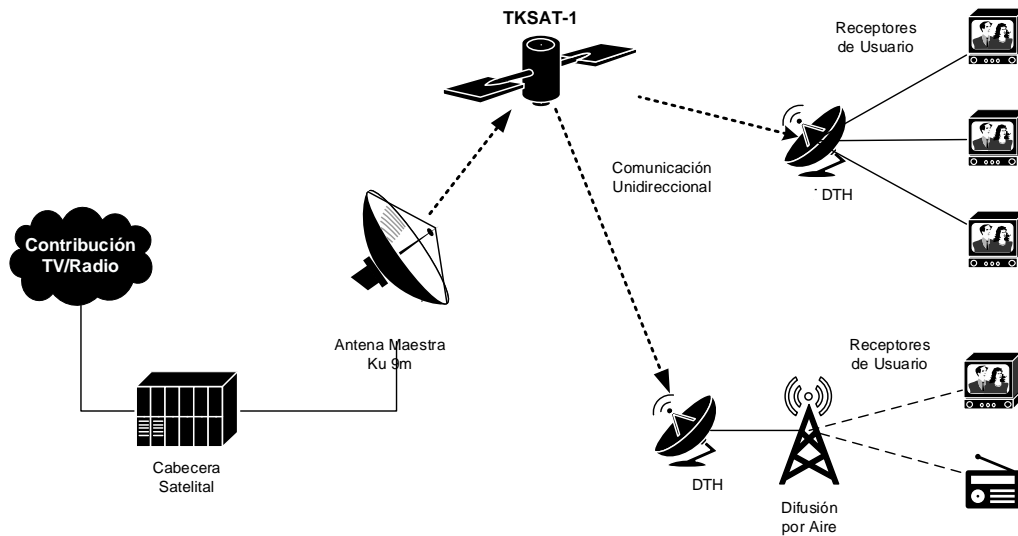 TKSAT-1
Receptores
de Usuario
Comunicación
Unidireccional
DTH
Contribución
TV/Radio
Antena Maestra
Ku 9m
Receptores
de Usuario
Cabecera
Satelital
DTH
Difusión
por Aire